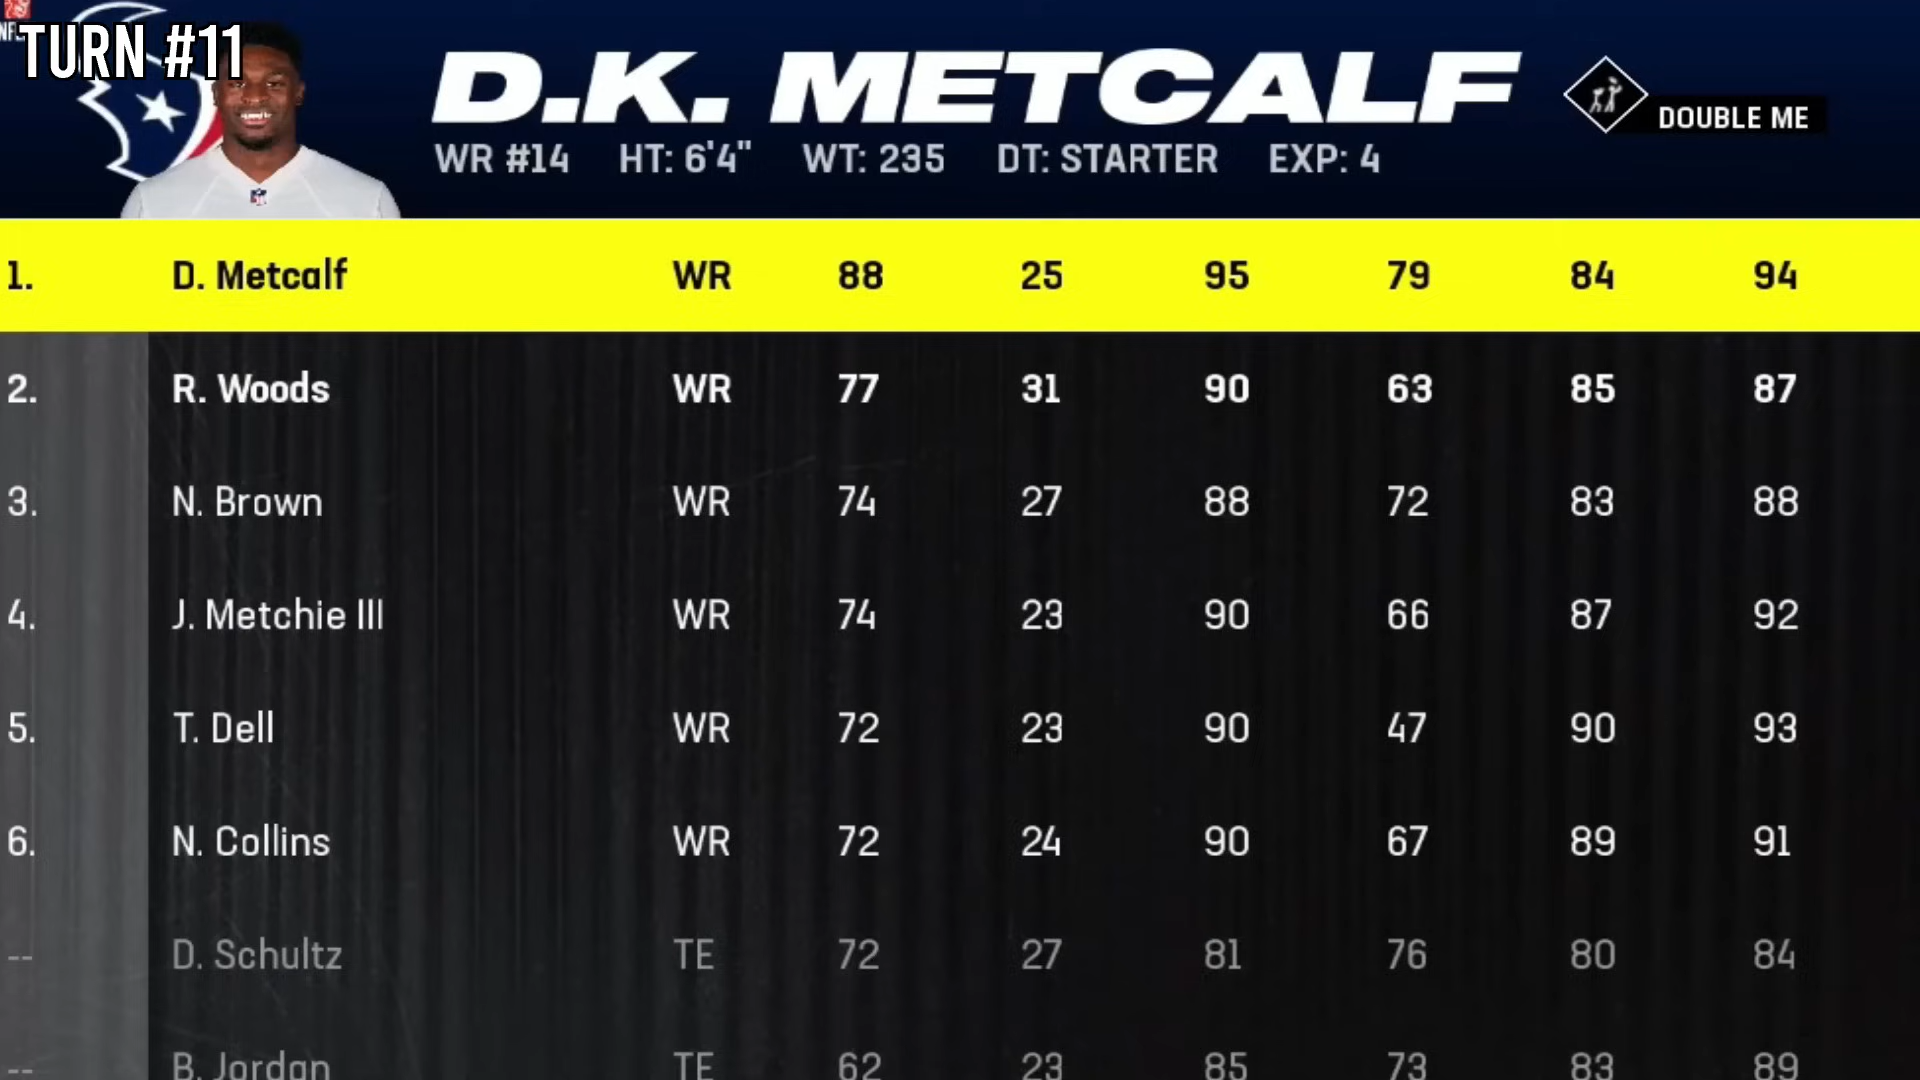 NFL
TURN #11
D.K. METCALF
DOUBLE ME
WR #14 HT: 6'4" WT: 235 DT: STARTER EXP: 4
1. D. Metcalf WR 88 25 95 79 84 94
2. R. Woods WR 77 31 90 63 85 87
3. N. Brown WR 74 27 88 72 83 88
4. J. Metchie III WR 74 23 90 66 87 92
5. T. Dell WR 72 23 90 47 90 93
6. N. Collins WR 72 24 90 67 89 91
-- D. Schultz TE 72 27 81 76 80 84
-- B. Jordan TE 62 23 85 73 83 89